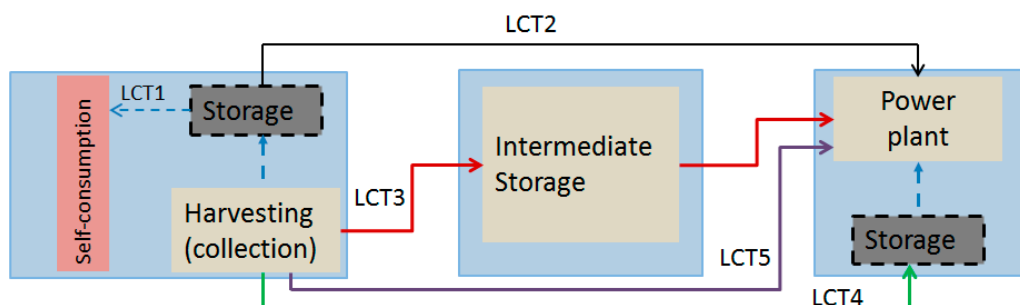 LCT2
LCT1
Storage
Self-consumption
Harvesting
(collection)
LCT3
Intermediate
Storage
Power
plant
Storage
LCT5
LCT4